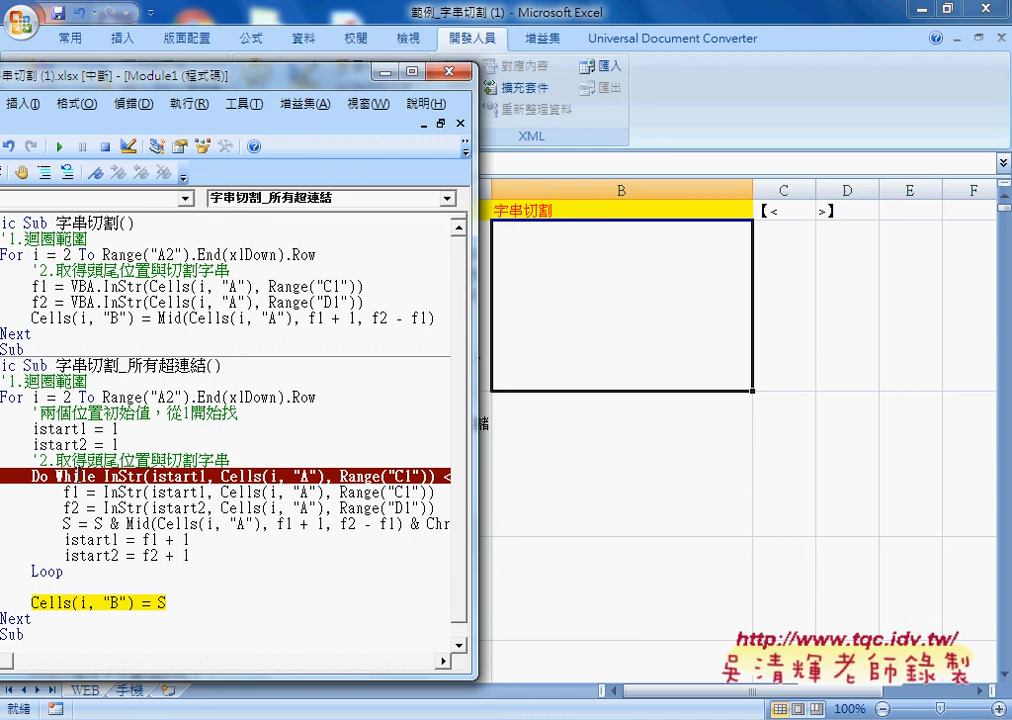 範例_字串切割 (1) - Microsoft Excel
常用 插入 版面配置 公式 資料 校閱 檢視 開發人員 增益集 Universal Document Converter
對應內容 匯入
擴充套件 匯出
重新整理資料
XML
串切割 (1).xlsx [中斷] - [Module1 (程式碼)]
插入(I) 格式(O) 偵錯(D) 執行(R) 工具(T) 增益集(A) 視窗(W) 說明(H)
字串切割_所有超連結
ic Sub 字串切割()
'1.迴圈範圍
For i = 2 To Range("A2").End(xlDown).Row
'2.取得頭尾位置與切割字串
f1 = VBA.InStr(Cells(i, "A"), Range("C1"))
f2 = VBA.InStr(Cells(i, "A"), Range("D1"))
Cells(i, "B") = Mid(Cells(i, "A"), f1 + 1, f2 - f1)
Next
Sub
ic Sub 字串切割_所有超連結()
'1.迴圈範圍
For i = 2 To Range("A2").End(xlDown).Row
'兩個位置初始值，從1開始找
istart1 = 1
istart2 = 1
'2.取得頭尾位置與切割字串
Do While InStr(istart1, Cells(i, "A"), Range("C1")) <
f1 = InStr(istart1, Cells(i, "A"), Range("C1"))
f2 = InStr(istart2, Cells(i, "A"), Range("D1"))
S = S & Mid(Cells(i, "A"), f1 + 1, f2 - f1) & Chr
istart1 = f1 + 1
istart2 = f2 + 1
Loop
Cells(i, "B") = S
Next
Sub
B C D E F
字串切割 【< >】
http://www.tqc.idv.tw/
吳清輝老師錄製
WEB 手機
就緒 100%